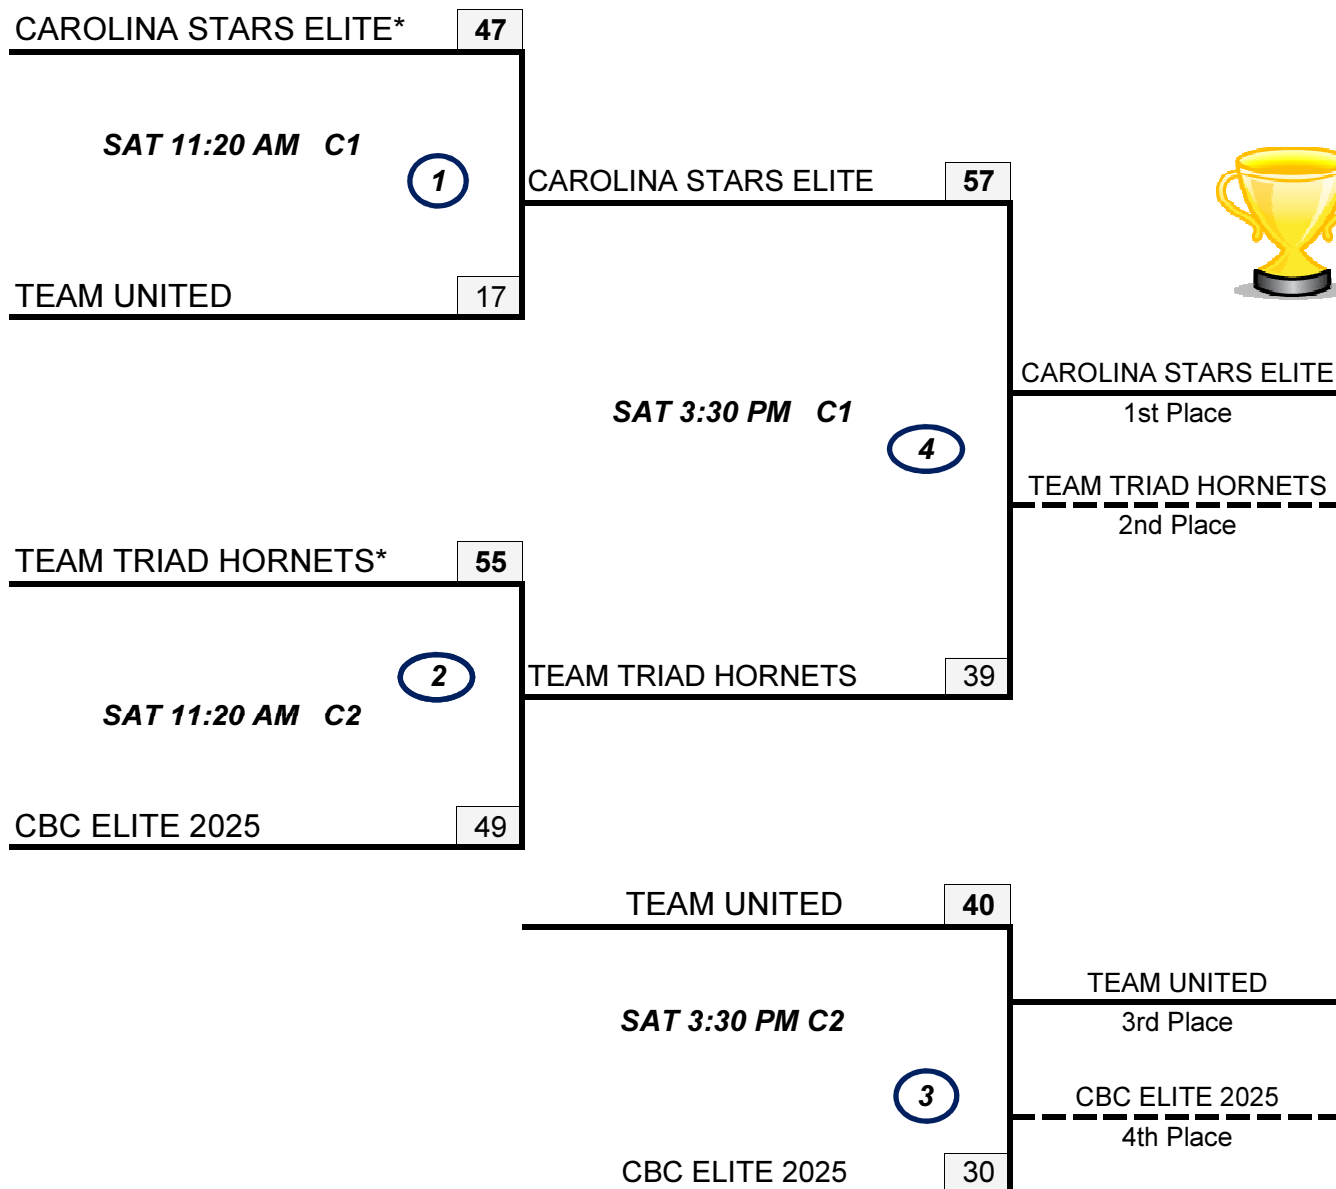 CAROLINA STARS ELITE* 47
SAT 11:20 AM C1
1
CAROLINA STARS ELITE 57
TEAM UNITED 17
CAROLINA STARS ELITE
1st Place
SAT 3:30 PM C1
4
TEAM TRIAD HORNETS
2nd Place
TEAM TRIAD HORNETS* 55
2
TEAM TRIAD HORNETS 39
SAT 11:20 AM C2
CBC ELITE 2025 49
TEAM UNITED 40
TEAM UNITED
3rd Place
SAT 3:30 PM C2
3
CBC ELITE 2025
4th Place
CBC ELITE 2025 30